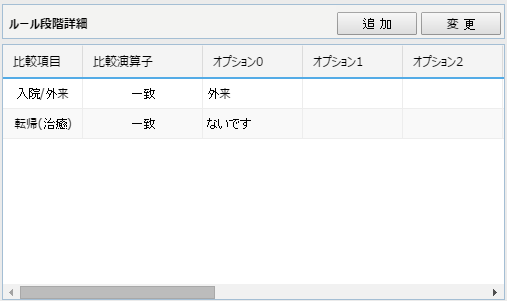 ルール段階詳細
追 加
変 更
比較項目 比較演算子 オプション0 オプション1 オプション2
入院/外来 一致 外来
転帰(治癒) 一致 ないです